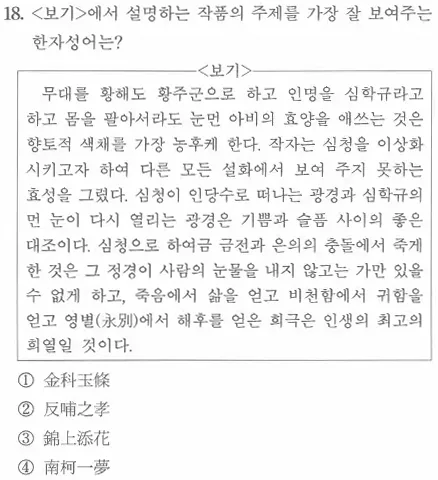 18. <보기>에서 설명하는 작품의 주제를 가장 잘 보여주는
한자성어는?
<보기>
무대를 황해도 황주군으로 하고 인명을 심학규라고
하고 몸을 팔아서라도 눈먼 아비의 효양을 애쓰는 것은
향토적 색채를 가장 농후케 한다. 작자는 심청을 이상화
시키고자 하여 다른 모든 설화에서 보여 주지 못하는
효성을 그렸다. 심청이 인당수로 떠나는 광경과 심학규의
먼 눈이 다시 열리는 광경은 기쁨과 슬픔 사이의 좋은
대조이다. 심청으로 하여금 금전과 은의의 충돌에서 죽게
한 것은 그 정경이 사람의 눈물을 내지 않고는 가만 있을
수 없게 하고, 죽음에서 삶을 얻고 비천함에서 귀함을
얻고 영별(永別)에서 해후를 얻은 희극은 인생의 최고의
희열일 것이다.
① 金科玉條
② 反哺之孝
③ 錦上添花
④ 南柯一夢